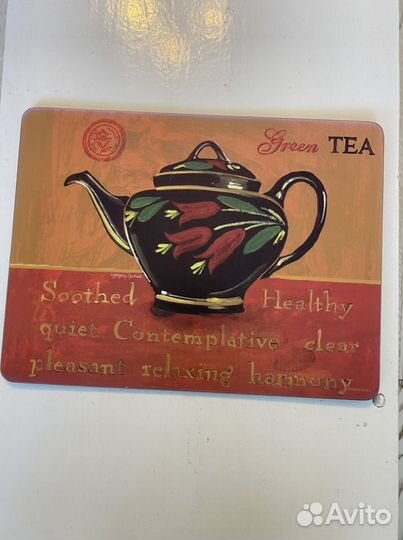 Green TEA
Soothed Healthy
quiet Contemplative clear
pleasant relaxing harmony
Avito